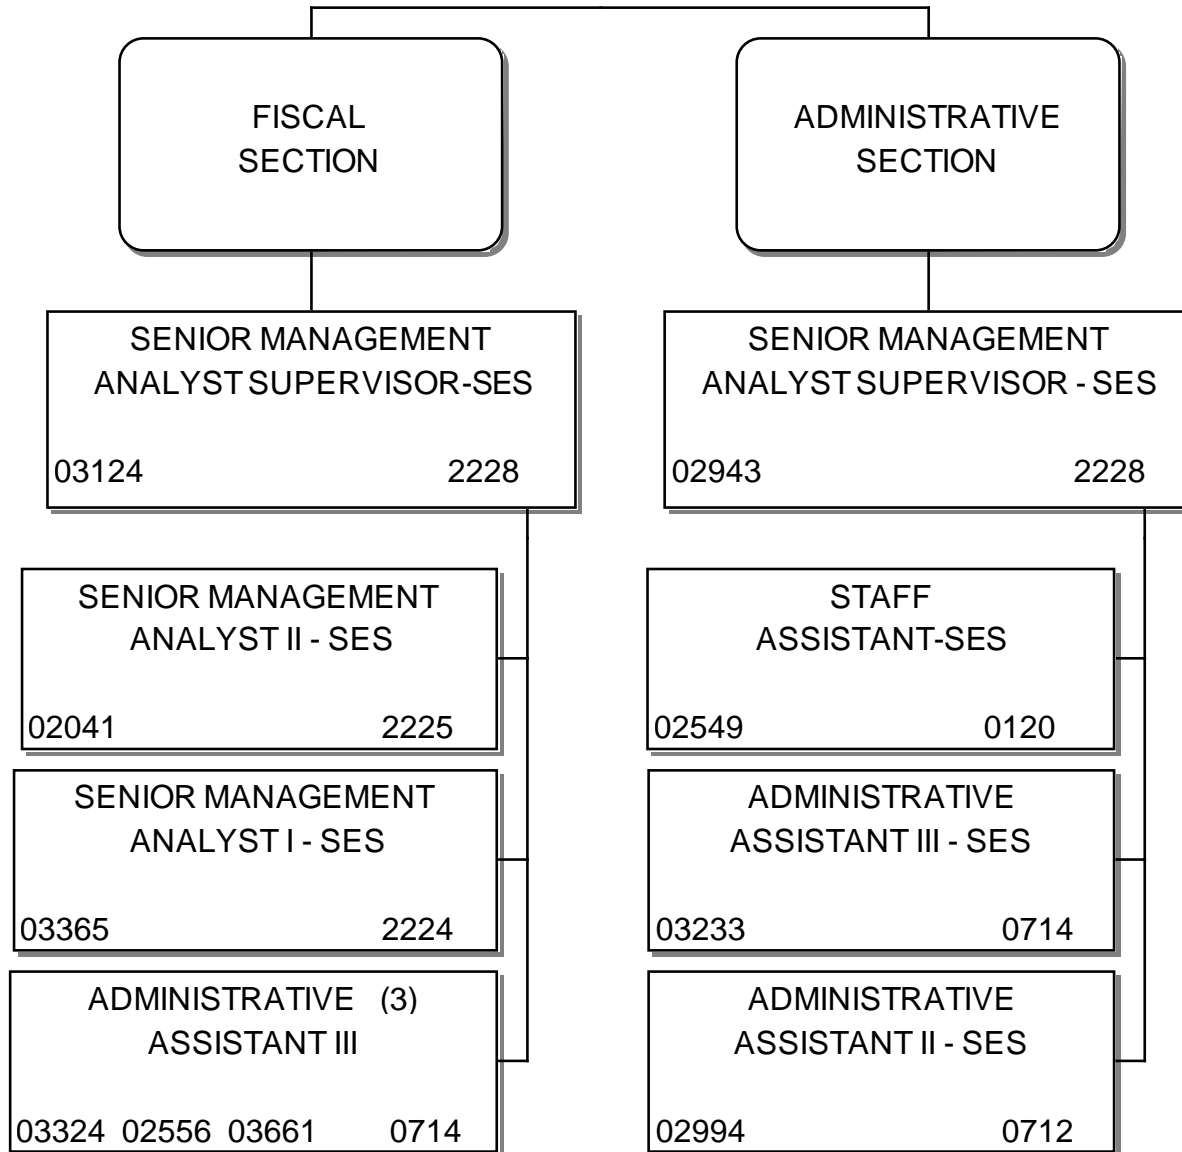 FISCAL
SECTION
ADMINISTRATIVE
SECTION
SENIOR MANAGEMENT
ANALYST SUPERVISOR-SES
03124 2228
SENIOR MANAGEMENT
ANALYST SUPERVISOR - SES
02943 2228
SENIOR MANAGEMENT
ANALYST II - SES
02041 2225
STAFF
ASSISTANT-SES
02549 0120
SENIOR MANAGEMENT
ANALYST I - SES
03365 2224
ADMINISTRATIVE
ASSISTANT III - SES
03233 0714
ADMINISTRATIVE (3)
ASSISTANT III
03324 02556 03661 0714
ADMINISTRATIVE
ASSISTANT II - SES
02994 0712